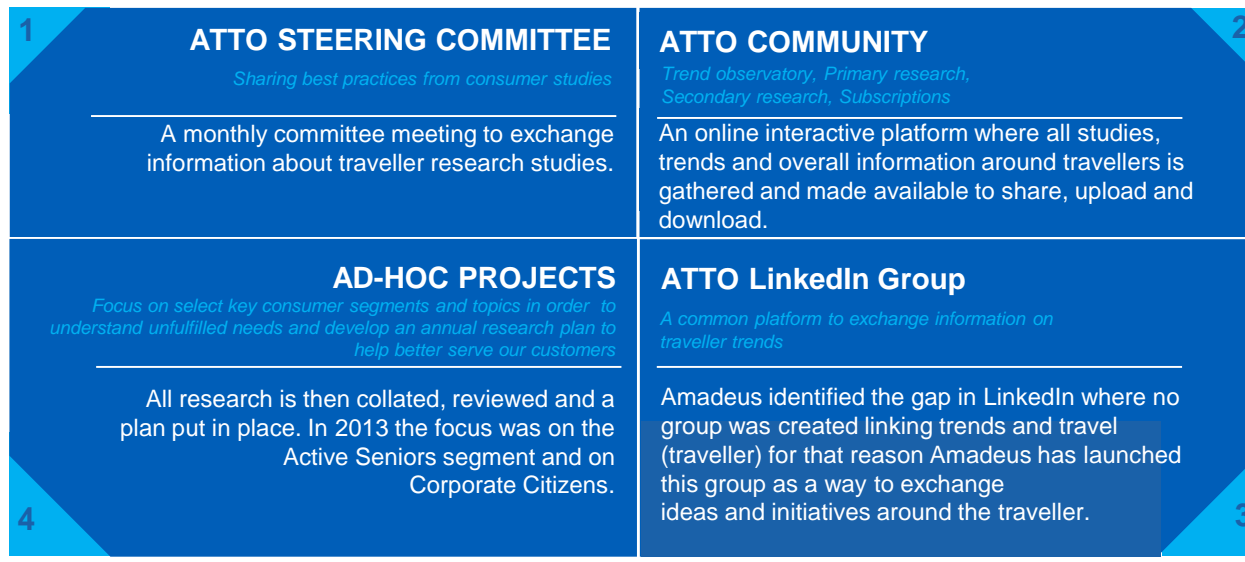 1
ATTO STEERING COMMITTEE
Sharing best practices from consumer studies
A monthly committee meeting to exchange
information about traveller research studies.
2
ATTO COMMUNITY
Trend observatory, Primary research,
Secondary research, Subscriptions
An online interactive platform where all studies,
trends and overall information around travellers is
gathered and made available to share, upload and
download.
AD-HOC PROJECTS
Focus on select key consumer segments and topics in order to
understand unfulfilled needs and develop an annual research plan to
help better serve our customers
All research is then collated, reviewed and a
plan put in place. In 2013 the focus was on the
Active Seniors segment and on
Corporate Citizens.
4
ATTO LinkedIn Group
A common platform to exchange information on
traveller trends
Amadeus identified the gap in LinkedIn where no
group was created linking trends and travel
(traveller) for that reason Amadeus has launched
this group as a way to exchange
ideas and initiatives around the traveller.
3